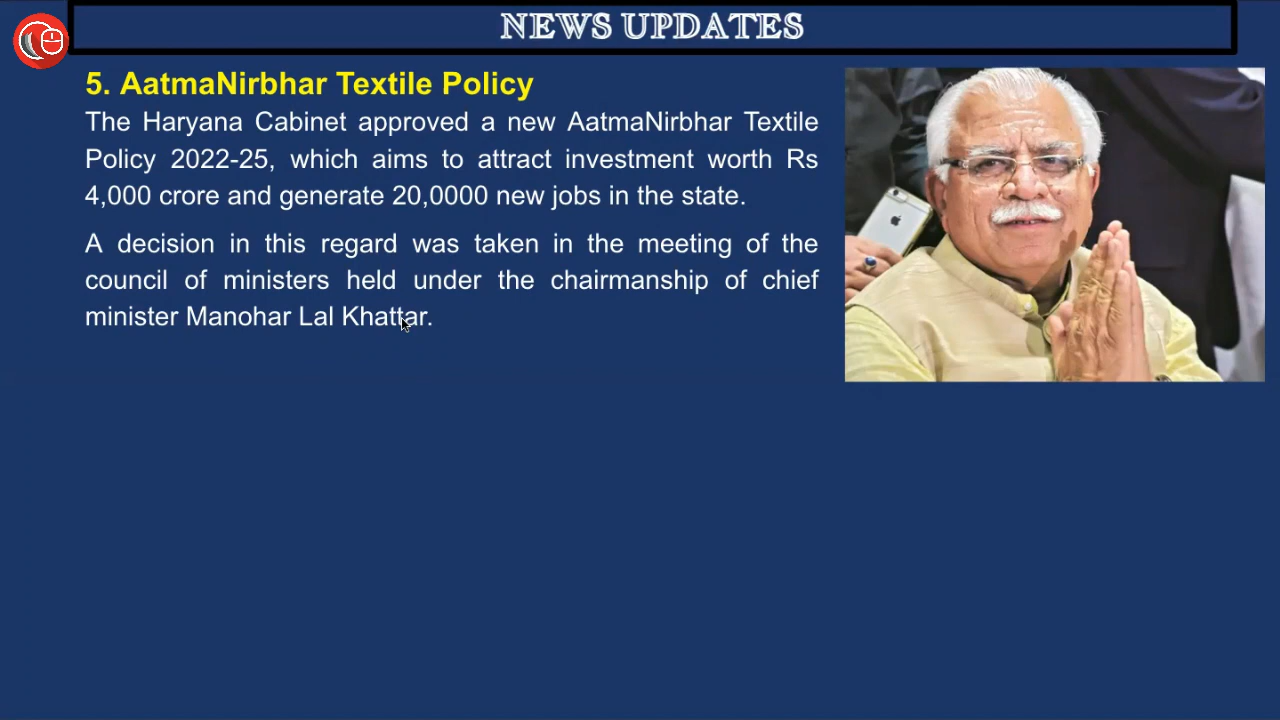 NEWS UPDATES
5. AatmaNirbhar Textile Policy
The Haryana Cabinet approved a new AatmaNirbhar Textile
Policy 2022-25, which aims to attract investment worth Rs
4,000 crore and generate 20,0000 new jobs in the state.
A decision in this regard was taken in the meeting of the
council of ministers held under the chairmanship of chief
minister Manohar Lal Khattar.